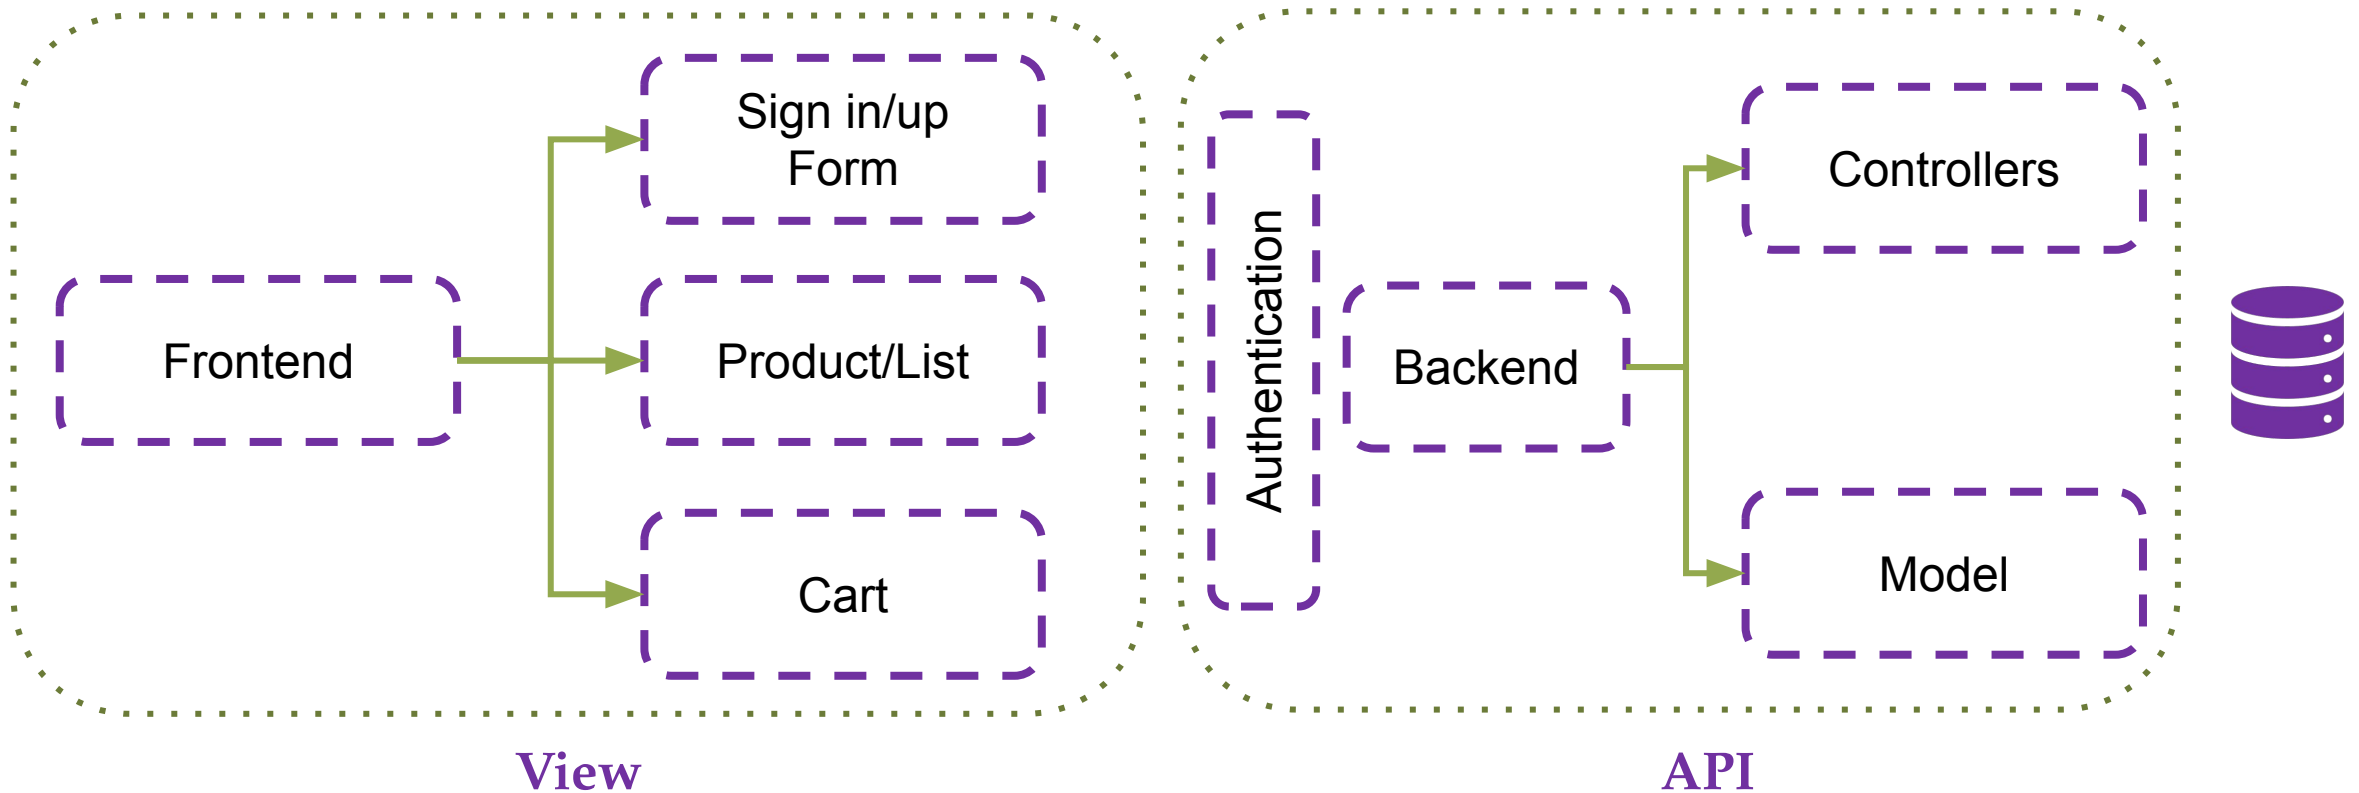 Sign in/up
Form
Frontend
Product/List
Cart
View
Authentication
Backend
Controllers
Model
API